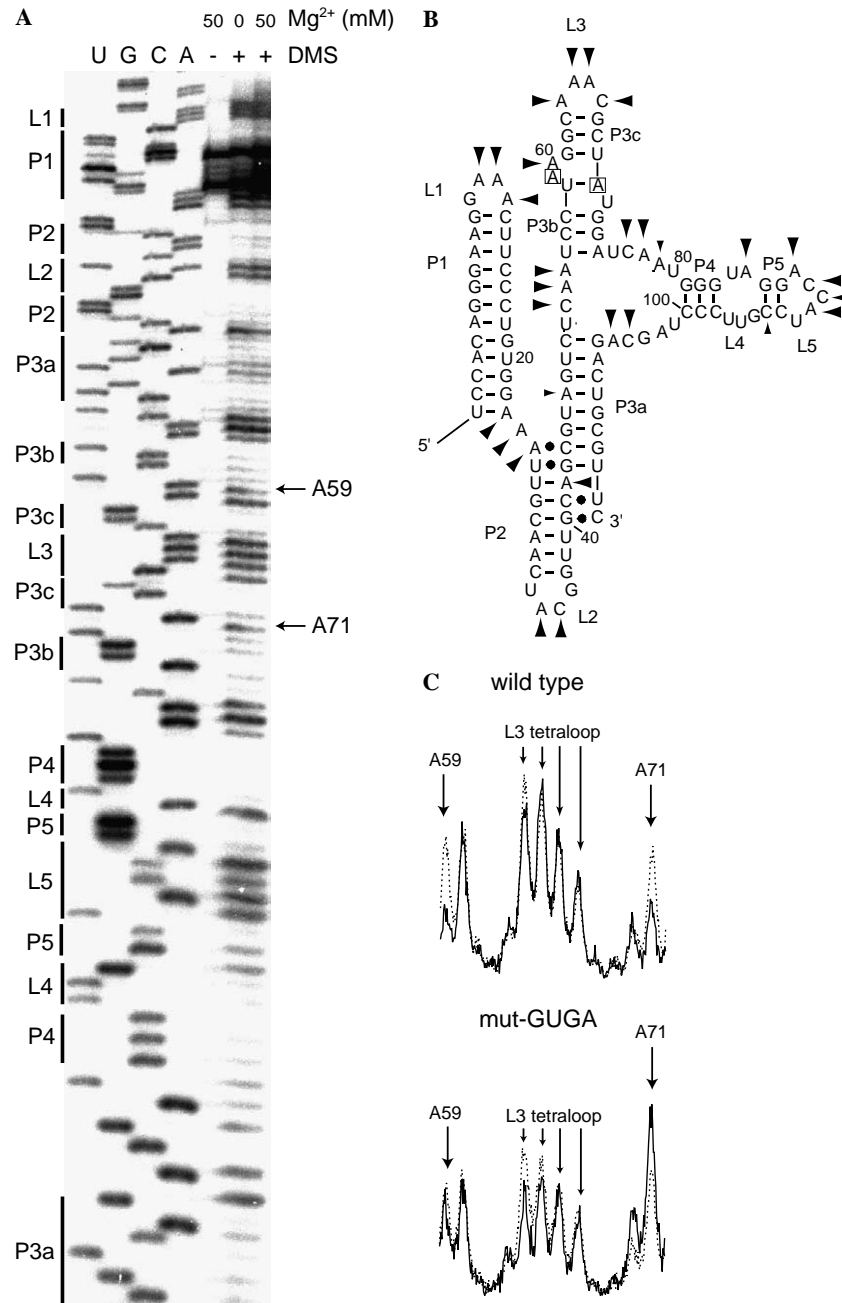 A
50 0 50 Mg2+ (mM)
U G C A - + + DMS
L1
P1
P2
L2
P2
P3a
P3b
P3c
L3
P3c
P3b
P4
L4
P5
L5
P5
L4
P4
P3a
A59
A71
B
L3
A A
A C
C G
G C
G U
P3c
60
A
A
U A
U
P3b
L1
A A
G A
P1
20
U C A A A U
80
P4
U A
P5
G G A C C A U C C
L5
G G G
C C C
100
G U U
L4
G A C G A U
P3a
5'
3'
40
P2
L2
C
wild type
L3 tetraloop
A59
A71
mut-GUGA
A71
A59
L3 tetraloop